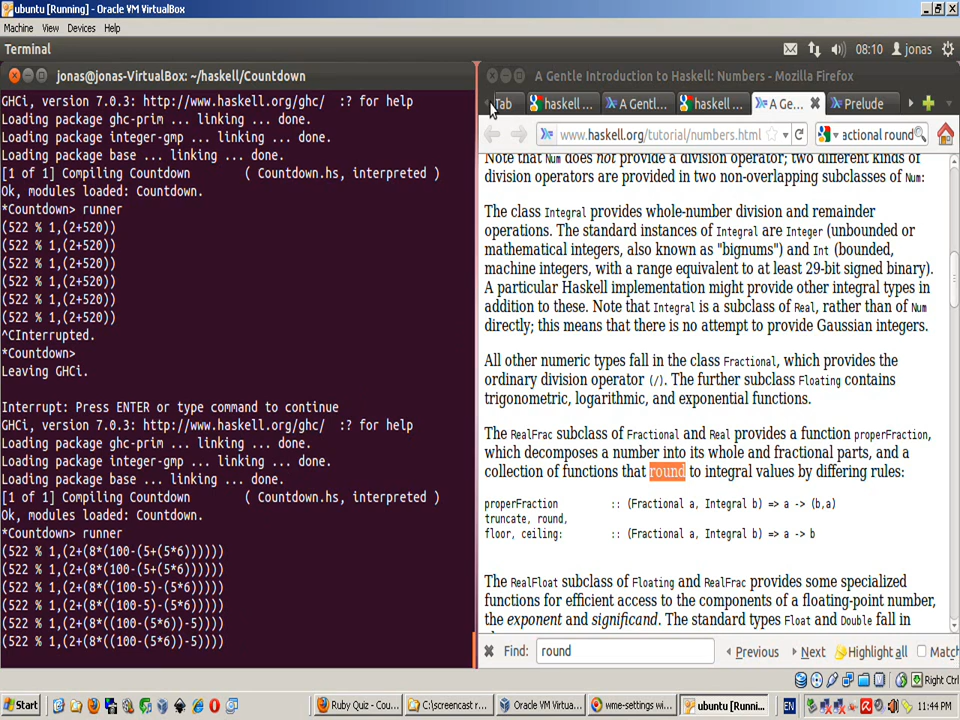 ubuntu [Running] - Oracle VM VirtualBox
Machine View Devices Help
Terminal
08:10 jonas
jonas@jonas-VirtualBox: ~/haskell/Countdown
GHCi, version 7.0.3: http://www.haskell.org/ghc/ :? for help
Loading package ghc-prim ... linking ... done.
Loading package integer-gmp ... linking ... done.
Loading package base ... linking ... done.
[1 of 1] Compiling Countdown ( Countdown.hs, interpreted )
Ok, modules loaded: Countdown.
*Countdown> runner
(522 % 1,(2+520))
(522 % 1,(2+520))
(522 % 1,(2+520))
(522 % 1,(2+520))
(522 % 1,(2+520))
(522 % 1,(2+520))
^CInterrupted.
*Countdown>
Leaving GHCi.
Interrupt: Press ENTER or type command to continue
GHCi, version 7.0.3: http://www.haskell.org/ghc/ :? for help
Loading package ghc-prim ... linking ... done.
Loading package integer-gmp ... linking ... done.
Loading package base ... linking ... done.
[1 of 1] Compiling Countdown ( Countdown.hs, interpreted )
Ok, modules loaded: Countdown.
*Countdown> runner
(522 % 1,(2+(8*(100-(5+(5*6))))))
(522 % 1,(2+(8*(100-(5+(5*6))))))
(522 % 1,(2+(8*((100-5)-(5*6)))))
(522 % 1,(2+(8*((100-5)-(5*6)))))
(522 % 1,(2+(8*((100-(5*6))-5))))
(522 % 1,(2+(8*((100-(5*6))-5))))
A Gentle Introduction to Haskell: Numbers - Mozilla Firefox
Tab haskell ... A Gentl... haskell ... A Ge... Prelude
www.haskell.org/tutorial/numbers.html actional round
Note that Num does not provide a division operator; two different kinds of
division operators are provided in two non-overlapping subclasses of Num:
The class Integral provides whole-number division and remainder
operations. The standard instances of Integral are Integer (unbounded or
mathematical integers, also known as "bignums") and Int (bounded,
machine integers, with a range equivalent to at least 29-bit signed binary).
A particular Haskell implementation might provide other integral types in
addition to these. Note that Integral is a subclass of Real, rather than of Num
directly; this means that there is no attempt to provide Gaussian integers.
All other numeric types fall in the class Fractional, which provides the
ordinary division operator (/). The further subclass Floating contains
trigonometric, logarithmic, and exponential functions.
The RealFrac subclass of Fractional and Real provides a function properFraction,
which decomposes a number into its whole and fractional parts, and a
collection of functions that round to integral values by differing rules:
properFraction :: (Fractional a, Integral b) => a -> (b,a)
truncate, round,
floor, ceiling: :: (Fractional a, Integral b) => a -> b
The RealFloat subclass of Floating and RealFrac provides some specialized
functions for efficient access to the components of a floating-point number,
the exponent and significand. The standard types Float and Double fall in
Find: round Previous Next Highlight all Match
Right Ctrl
Start Ruby Quiz - Cou... C:\screencast r... Oracle VM Virtua... wme-settings wi... ubuntu [Runni... EN 11:44 PM